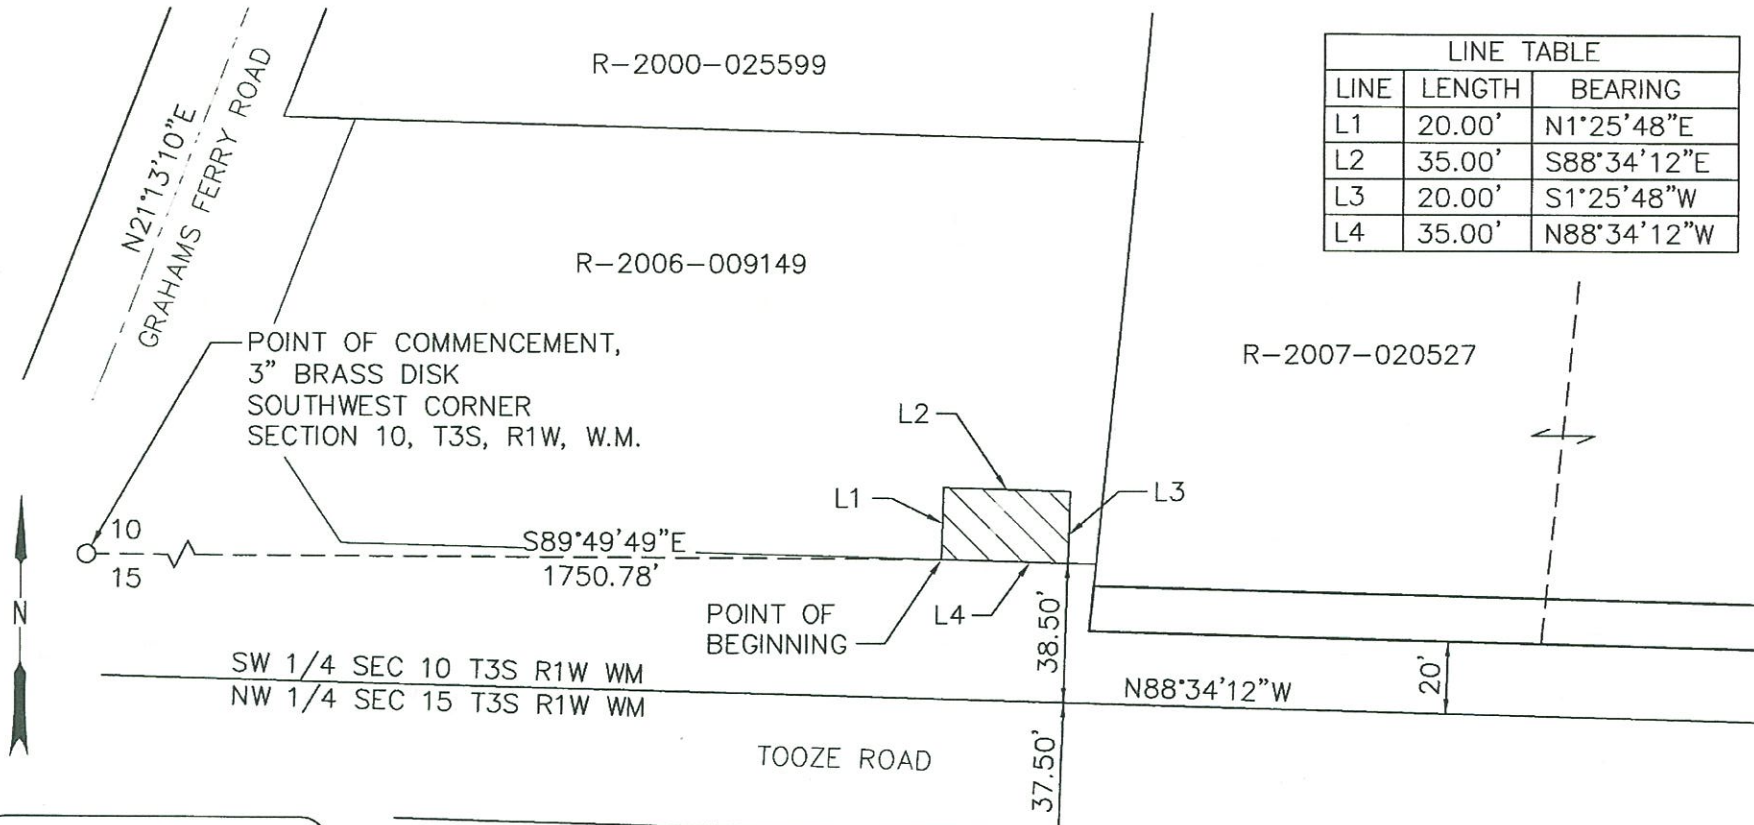 R-2000-025599
LINE TABLE
LINE LENGTH BEARING
L1 20.00' N1°25'48"E
L2 35.00' S88°34'12"E
L3 20.00' S1°25'48"W
L4 35.00' N88°34'12"W
N21°13'10"E
GRAHAMS FERRY ROAD
R-2006-009149
POINT OF COMMENCEMENT,
3" BRASS DISK
SOUTHWEST CORNER
SECTION 10, T3S, R1W, W.M.
R-2007-020527
L2
L1
L3
10
15
S89°49'49"E
1750.78'
N
POINT OF
BEGINNING
L4
38.50'
SW 1/4 SEC 10 T3S R1W WM
NW 1/4 SEC 15 T3S R1W WM
N88°34'12"W
20'
TOOZE ROAD
37.50'